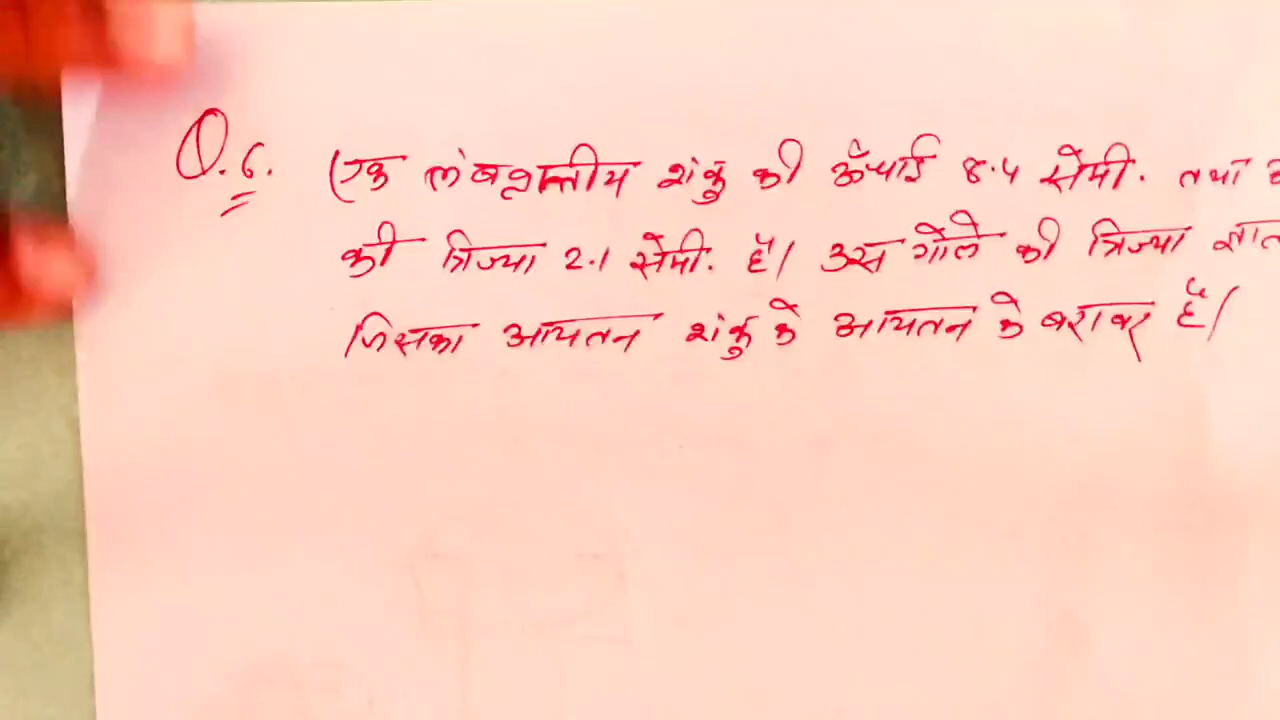 Q.6. एक लंबवृत्तीय शंकु की ऊँचाई 8.4 सेमी. तथा
की त्रिज्या 2.1 सेमी. है। उस गोले की त्रिज्या
जिसका आयतन शंकु के आयतन के बराबर है।